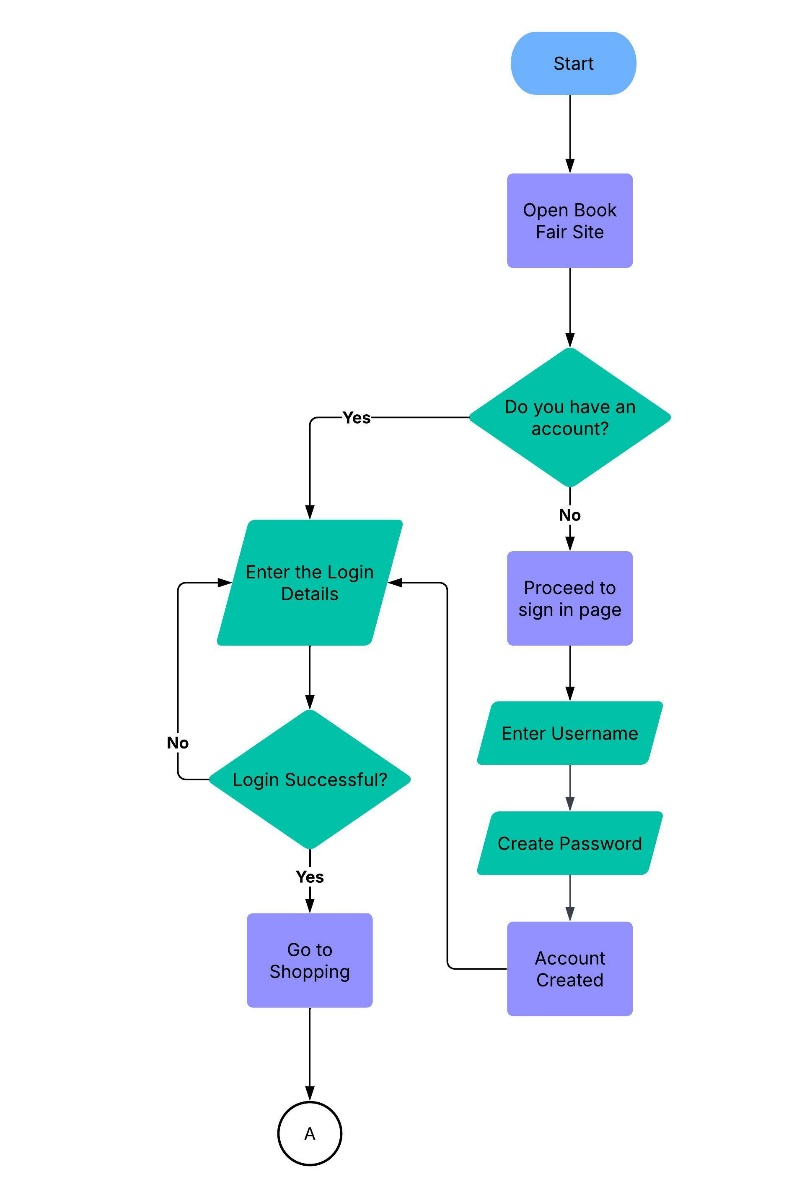 Start
Open Book
Fair Site
Do you have an
account?
Yes
No
Enter the Login
Details
Proceed to
sign in page
Enter Username
No
Login Successful?
Create Password
Yes
Go to
Shopping
Account
Created
A